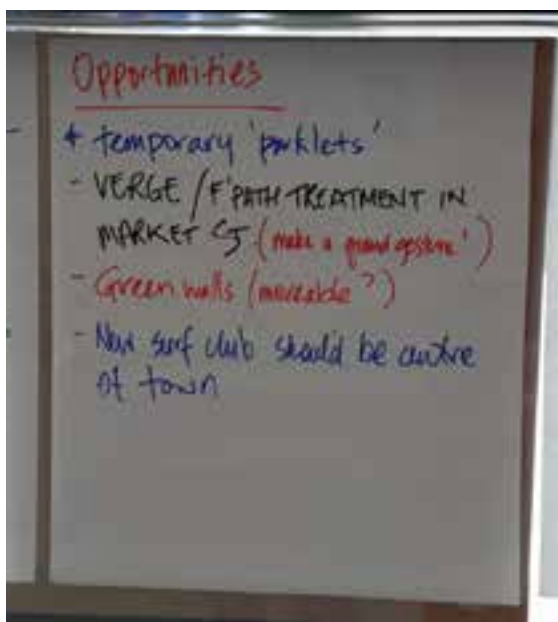 Opportunities
+ temporary 'parklets'
- VERGE / F'PATH TREATMENT IN
MARKET ST (make a grand gesture')
- Green walls (moveable?)
- New surf club should be centre
of town